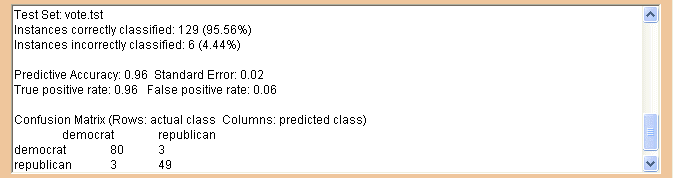 Test Set: vote.tst
Instances correctly classified: 129 (95.56%)
Instances incorrectly classified: 6 (4.44%)
Predictive Accuracy: 0.96 Standard Error: 0.02
True positive rate: 0.96 False positive rate: 0.06
Confusion Matrix (Rows: actual class Columns: predicted class)
democrat republican
democrat 80 3
republican 3 49